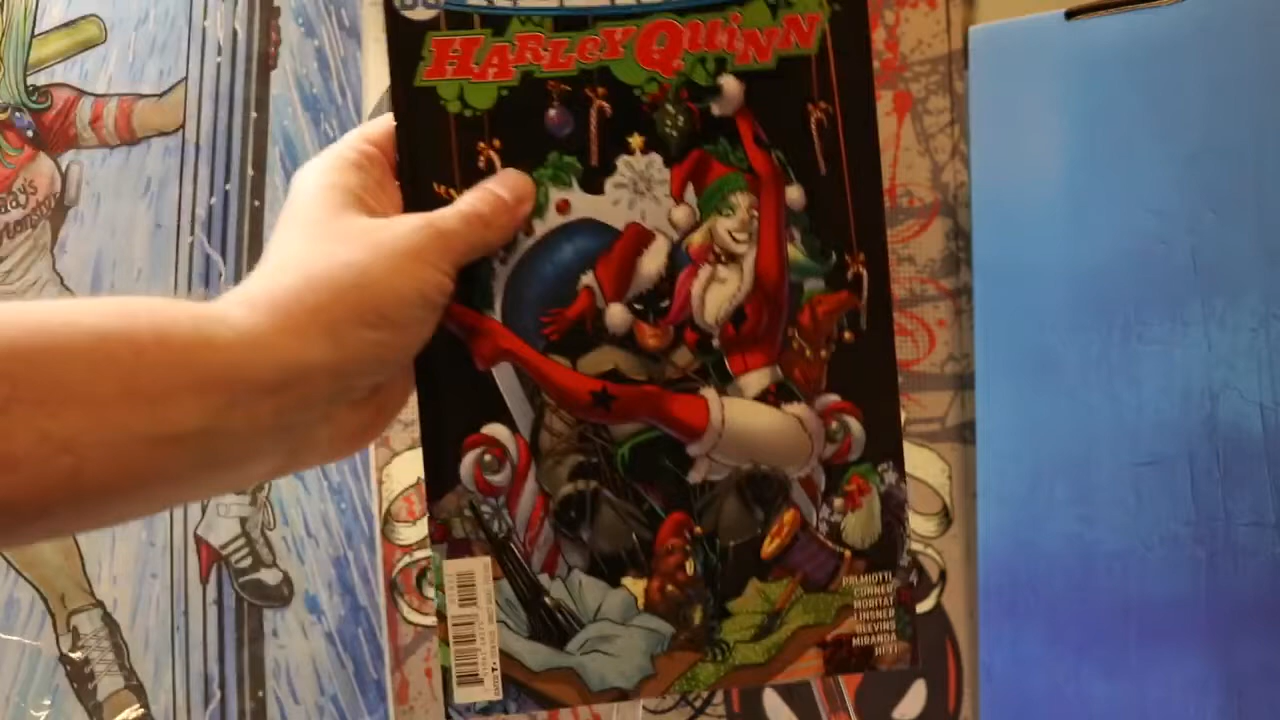 HARLEY QUINN
PALMIOTTI
CONNER
MORITAT
LINSNER
BLEVINS
MIRANDA
HI-FI